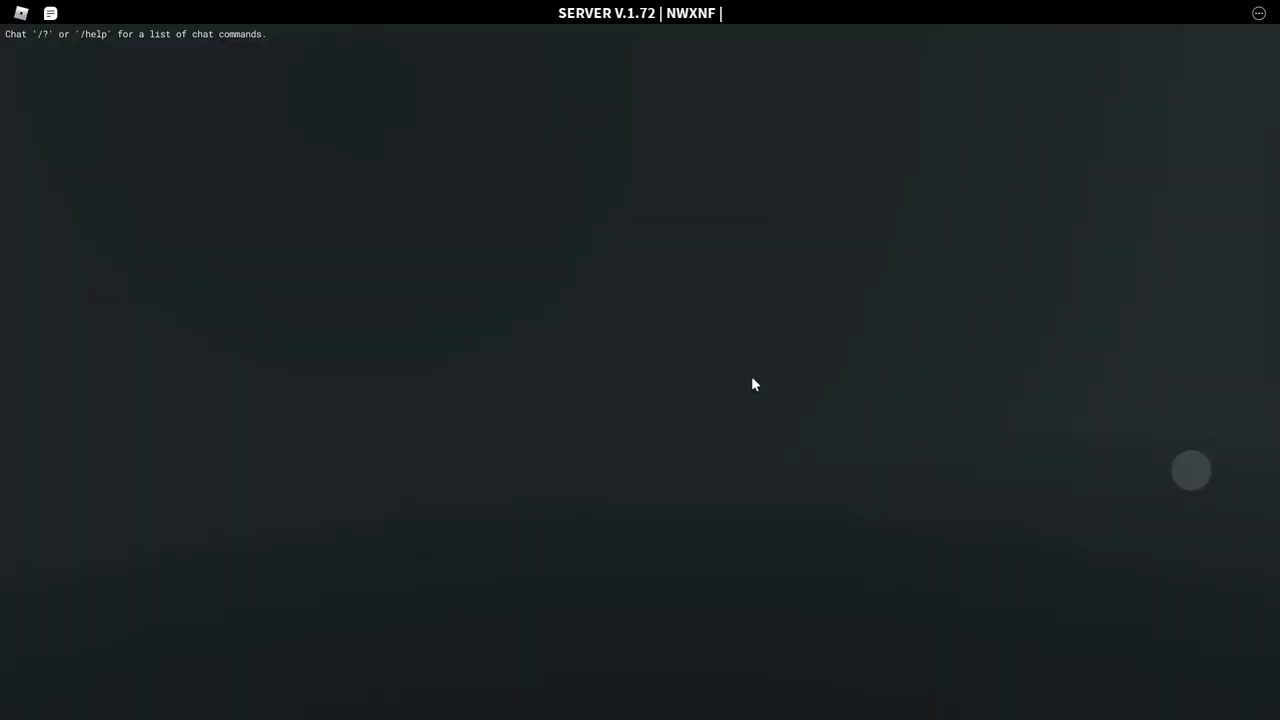 SERVER V.1.72 | NWXNF |
Chat '/?' or '/help' for a list of chat commands.